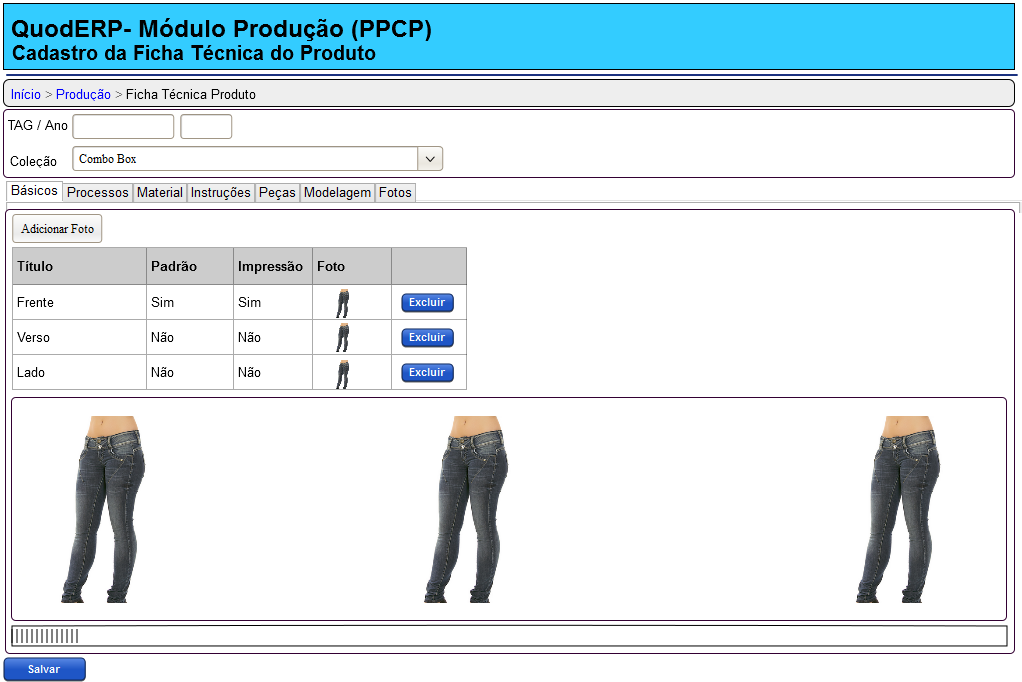 QuodERP- Módulo Produção (PPCP)
Cadastro da Ficha Técnica do Produto
Início > Produção > Ficha Técnica Produto
TAG / Ano
Coleção Combo Box
Básicos Processos Material Instruções Peças Modelagem Fotos
Adicionar Foto
Título Padrão Impressão Foto
Frente Sim Sim Excluir
Verso Não Não Excluir
Lado Não Não Excluir
Salvar